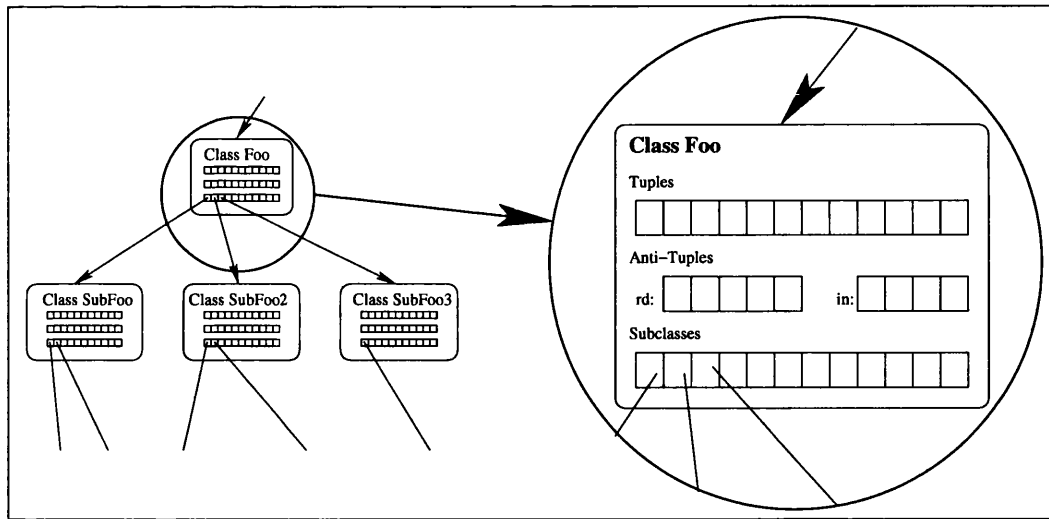 Class Foo
Class SubFoo
Class SubFoo2
Class SubFoo3
Class Foo
Tuples
Anti-Tuples
rd:
in:
Subclasses